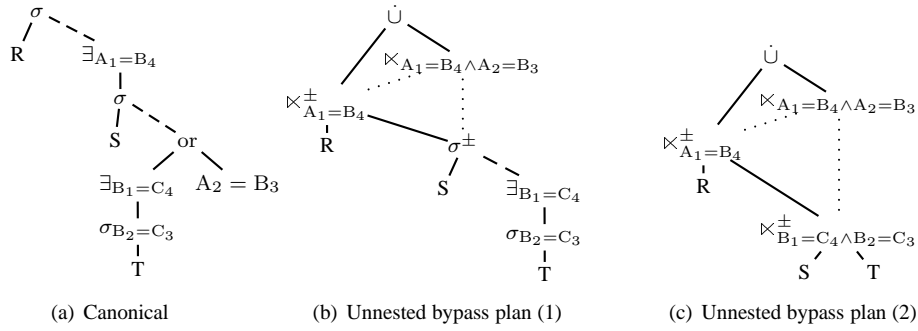 σ
R
∃A₁=B₄
σ
S
or
∃B₁=C₄
A₂ = B₃
σB₂=C₃
T
(a) Canonical
∪̇
⋉A₁=B₄∧A₂=B₃
⋉±A₁=B₄
R
σ±
S
∃B₁=C₄
σB₂=C₃
T
(b) Unnested bypass plan (1)
∪̇
⋉A₁=B₄∧A₂=B₃
⋉±A₁=B₄
R
⋉±B₁=C₄∧B₂=C₃
S T
(c) Unnested bypass plan (2)